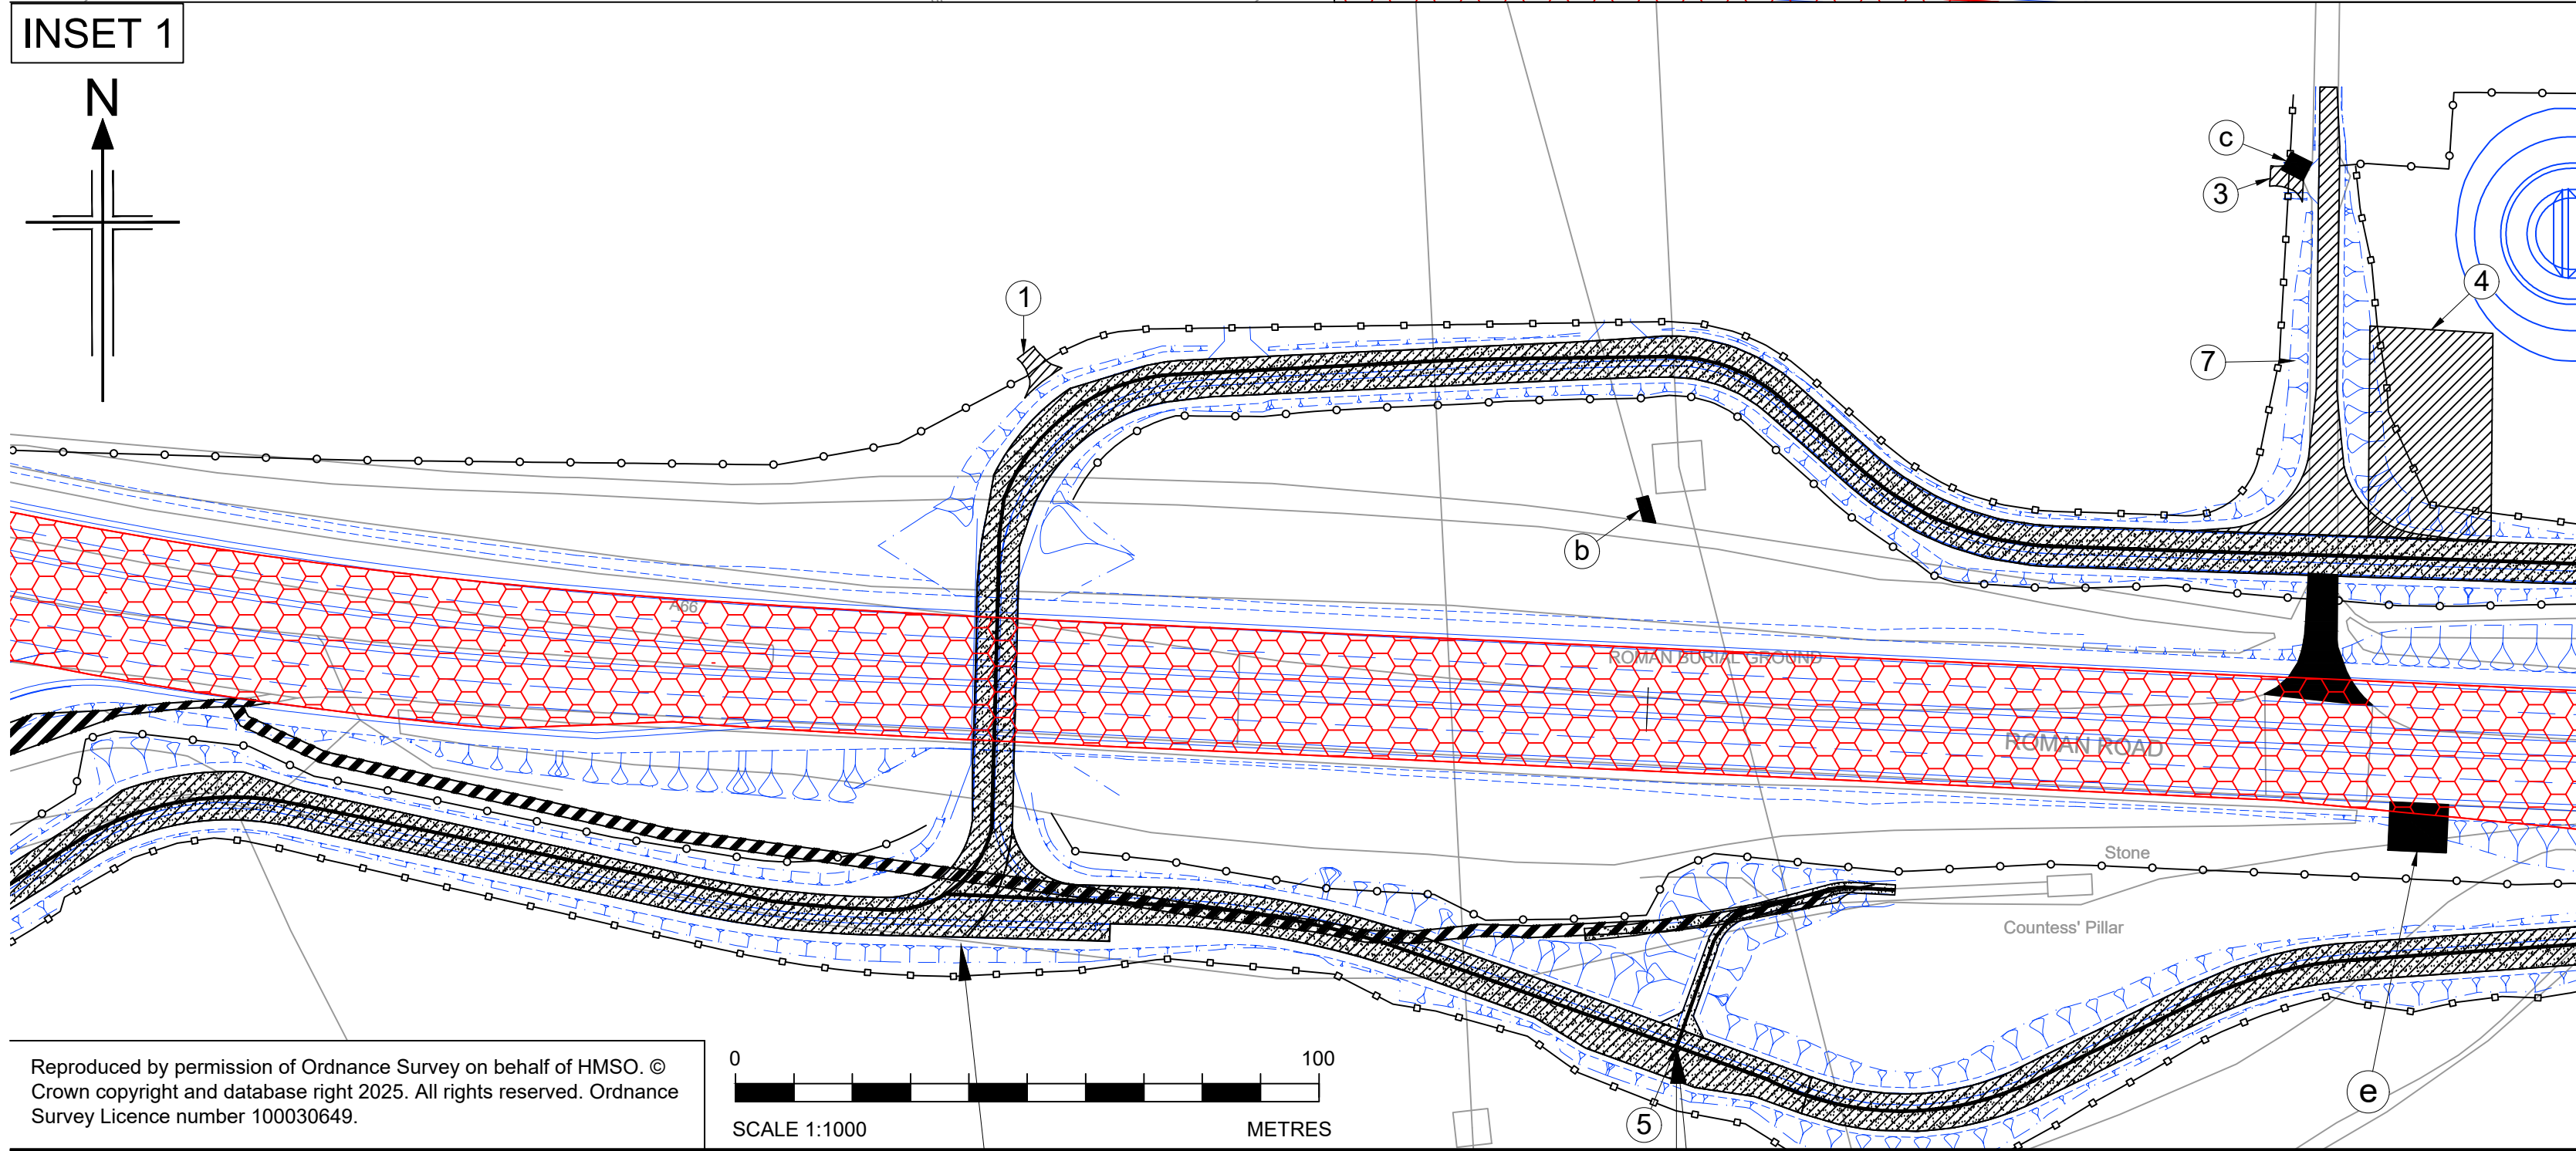 INSET 1
N
1
c
3
4
7
b
A66
ROMAN BURIAL GROUND
ROMAN ROAD
Stone
Countess' Pillar
5
e
Reproduced by permission of Ordnance Survey on behalf of HMSO. ©
Crown copyright and database right 2025. All rights reserved. Ordnance
Survey Licence number 100030649.
0 100
SCALE 1:1000 METRES